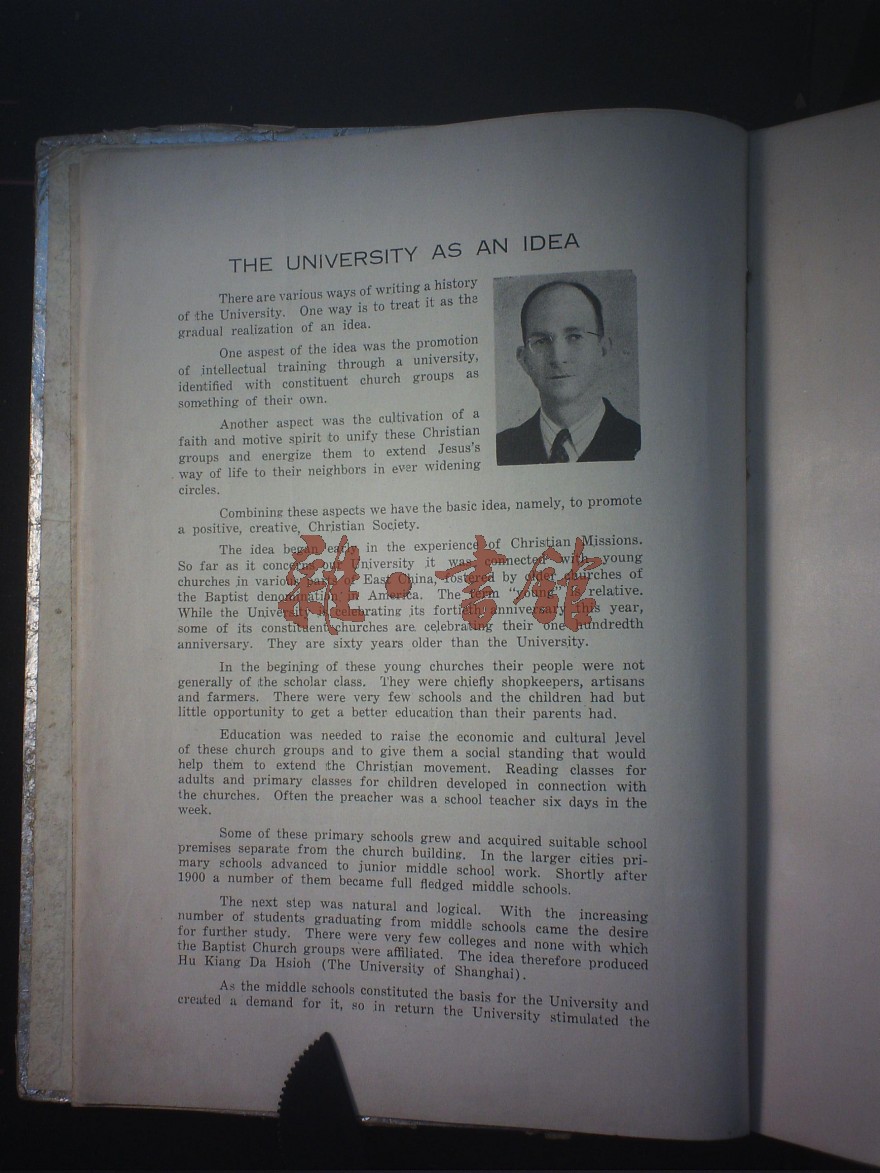 THE UNIVERSITY AS AN IDEA
There are various ways of writing a history
of the University. One way is to treat it as the
gradual realization of an idea.
One aspest of the idea was the promotion
of intellectual training through a university,
identified with constituent church groups as
something of their own.
Another aspect was the cultivation of a
faith and motive spirit to unify these Christian
groups and energize them to extend Jesus's
way of life to their neighbors in ever widening
circles.
Combining these aspects we have the basic idea, namely, to promote
a positive, creative, Christian Society.
The idea began early in the experience of Christian Missions.
So far as it concerns our University it was connected with young
churches in various parts of East China, fostered by older churches of
the Baptist denomination in America. The term "young" is relative.
While the University is celebrating its fortieth anniversary this year,
some of its constituent churches are celebrating their one hundredth
anniversary. They are sixty years older than the University.
In the begining of these young churches their people were not
generally of the scholar class. They were chiefly shopkeepers, artisans
and farmers. There were very few schools and the children had but
little opportunity to get a better education than their parents had.
Education was needed to raise the economic and cultural level
of these church groups and to give them a social standing that would
help them to extend the Christian movement. Reading classes for
adults and primary classes for children developed in connection with
the churches. Often the preacher was a school teacher six days in the
week.
Some of these primary schools grew and acquired suitable school
premises separate from the church building. In the larger cities pri-
mary schools advanced to junior middle school work. Shortly after
1900 a number of them became full fledged middle schools.
The next step was natural and logical. With the increasing
number of students graduating from middle schools came the desire
for further study. There were very few colleges and none with which
the Baptist Church groups were affiliated. The idea therefore produced
Hu Kiang Da Hsioh (The University of Shanghai).
As the middle schools constituted the basis for the University and
created a demand for it, so in return the University stimulated the